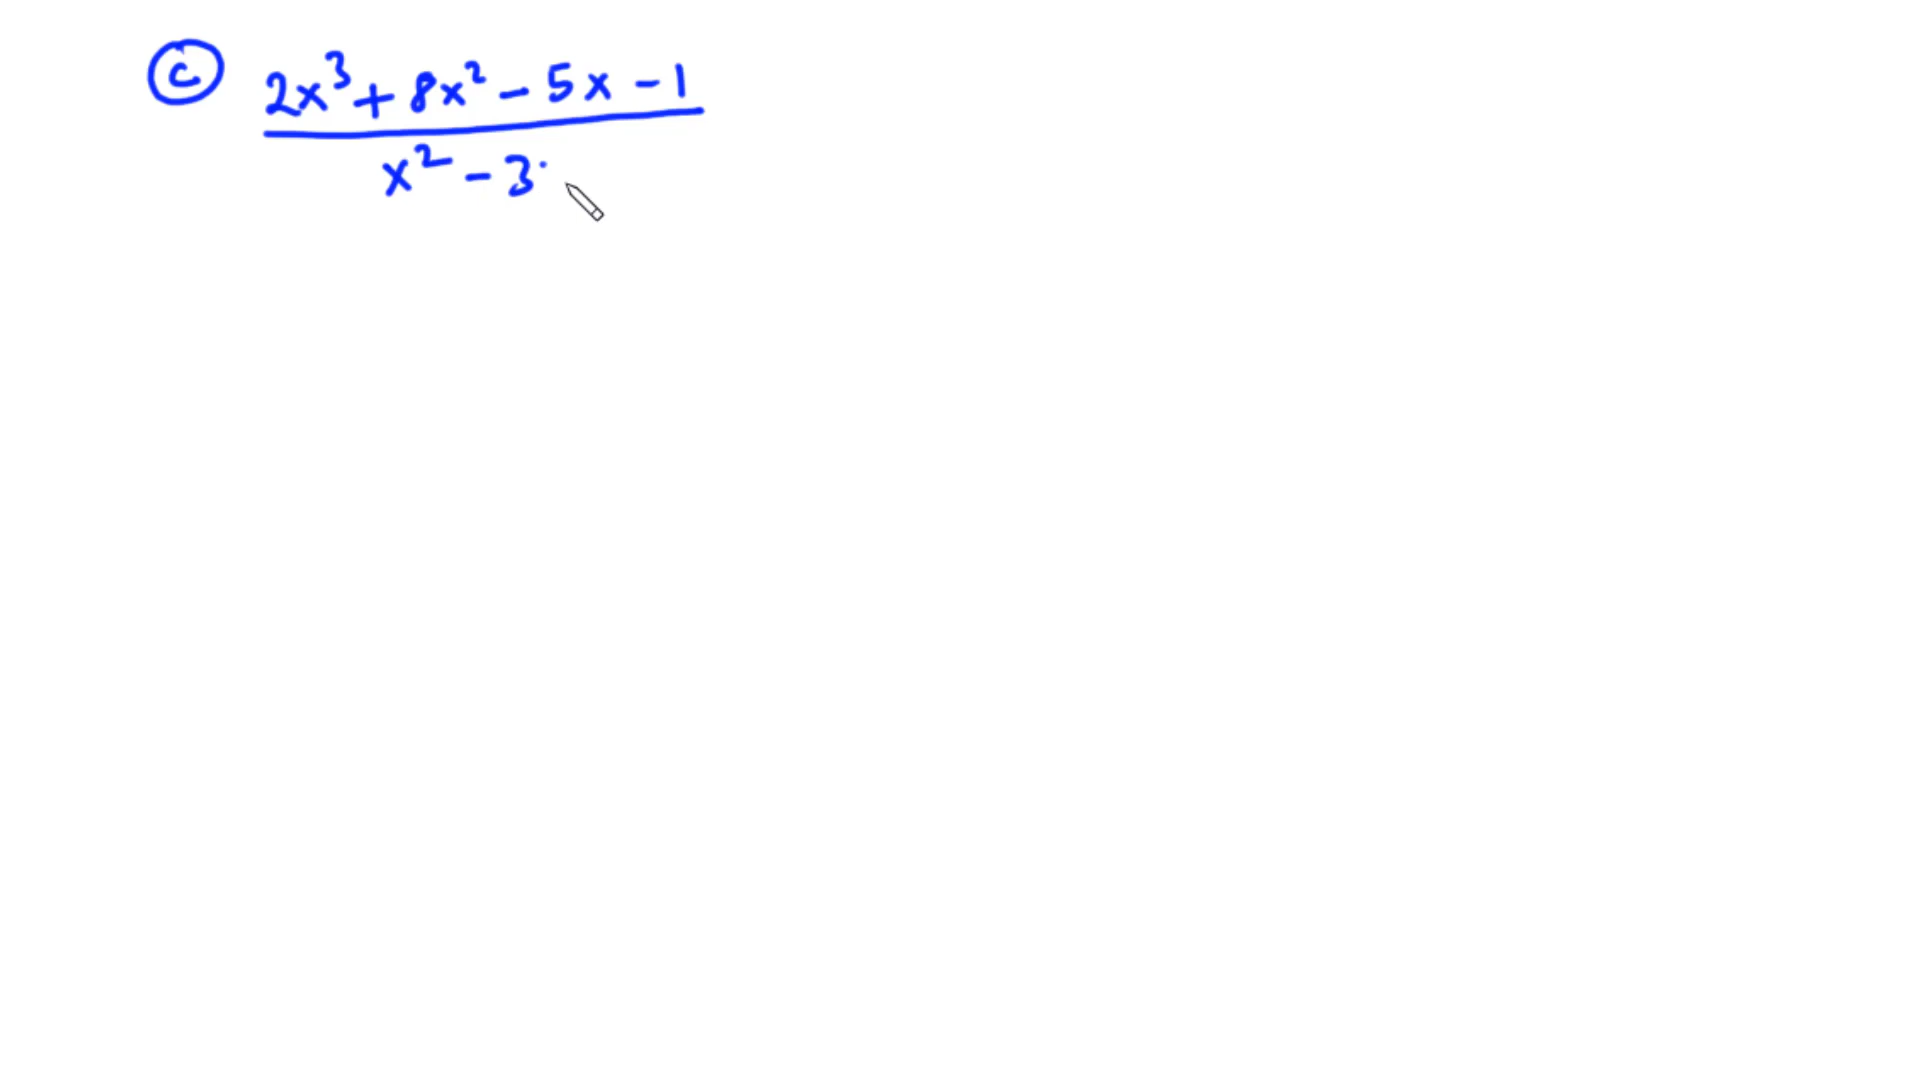 (c) 2x³ + 8x² - 5x - 1
x² - 3